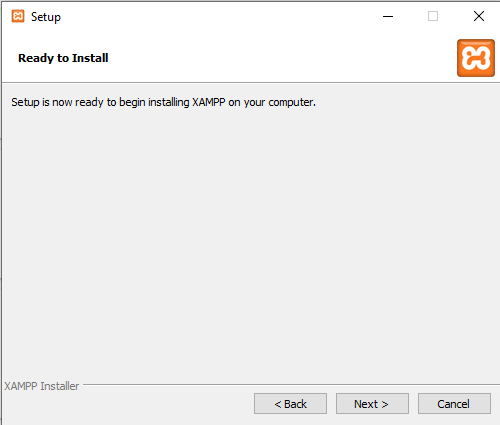 Setup
Ready to Install
Setup is now ready to begin installing XAMPP on your computer.
XAMPP Installer
< Back
Next >
Cancel